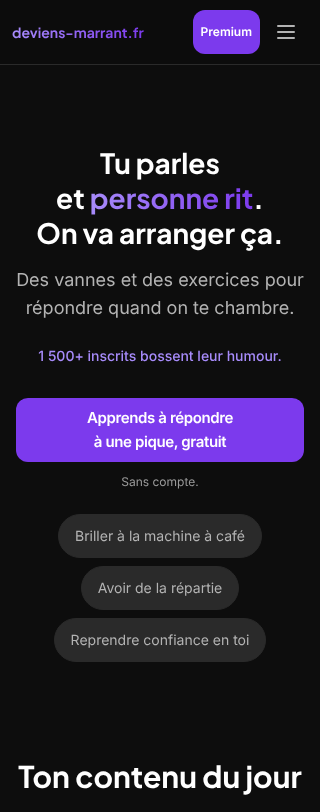 deviens-marrant.fr
Premium
Tu parles
et personne rit.
On va arranger ça.
Des vannes et des exercices pour
répondre quand on te chambre.
1 500+ inscrits bossent leur humour.
Apprends à répondre
à une pique, gratuit
Sans compte.
Briller à la machine à café
Avoir de la répartie
Reprendre confiance en toi
Ton contenu du jour